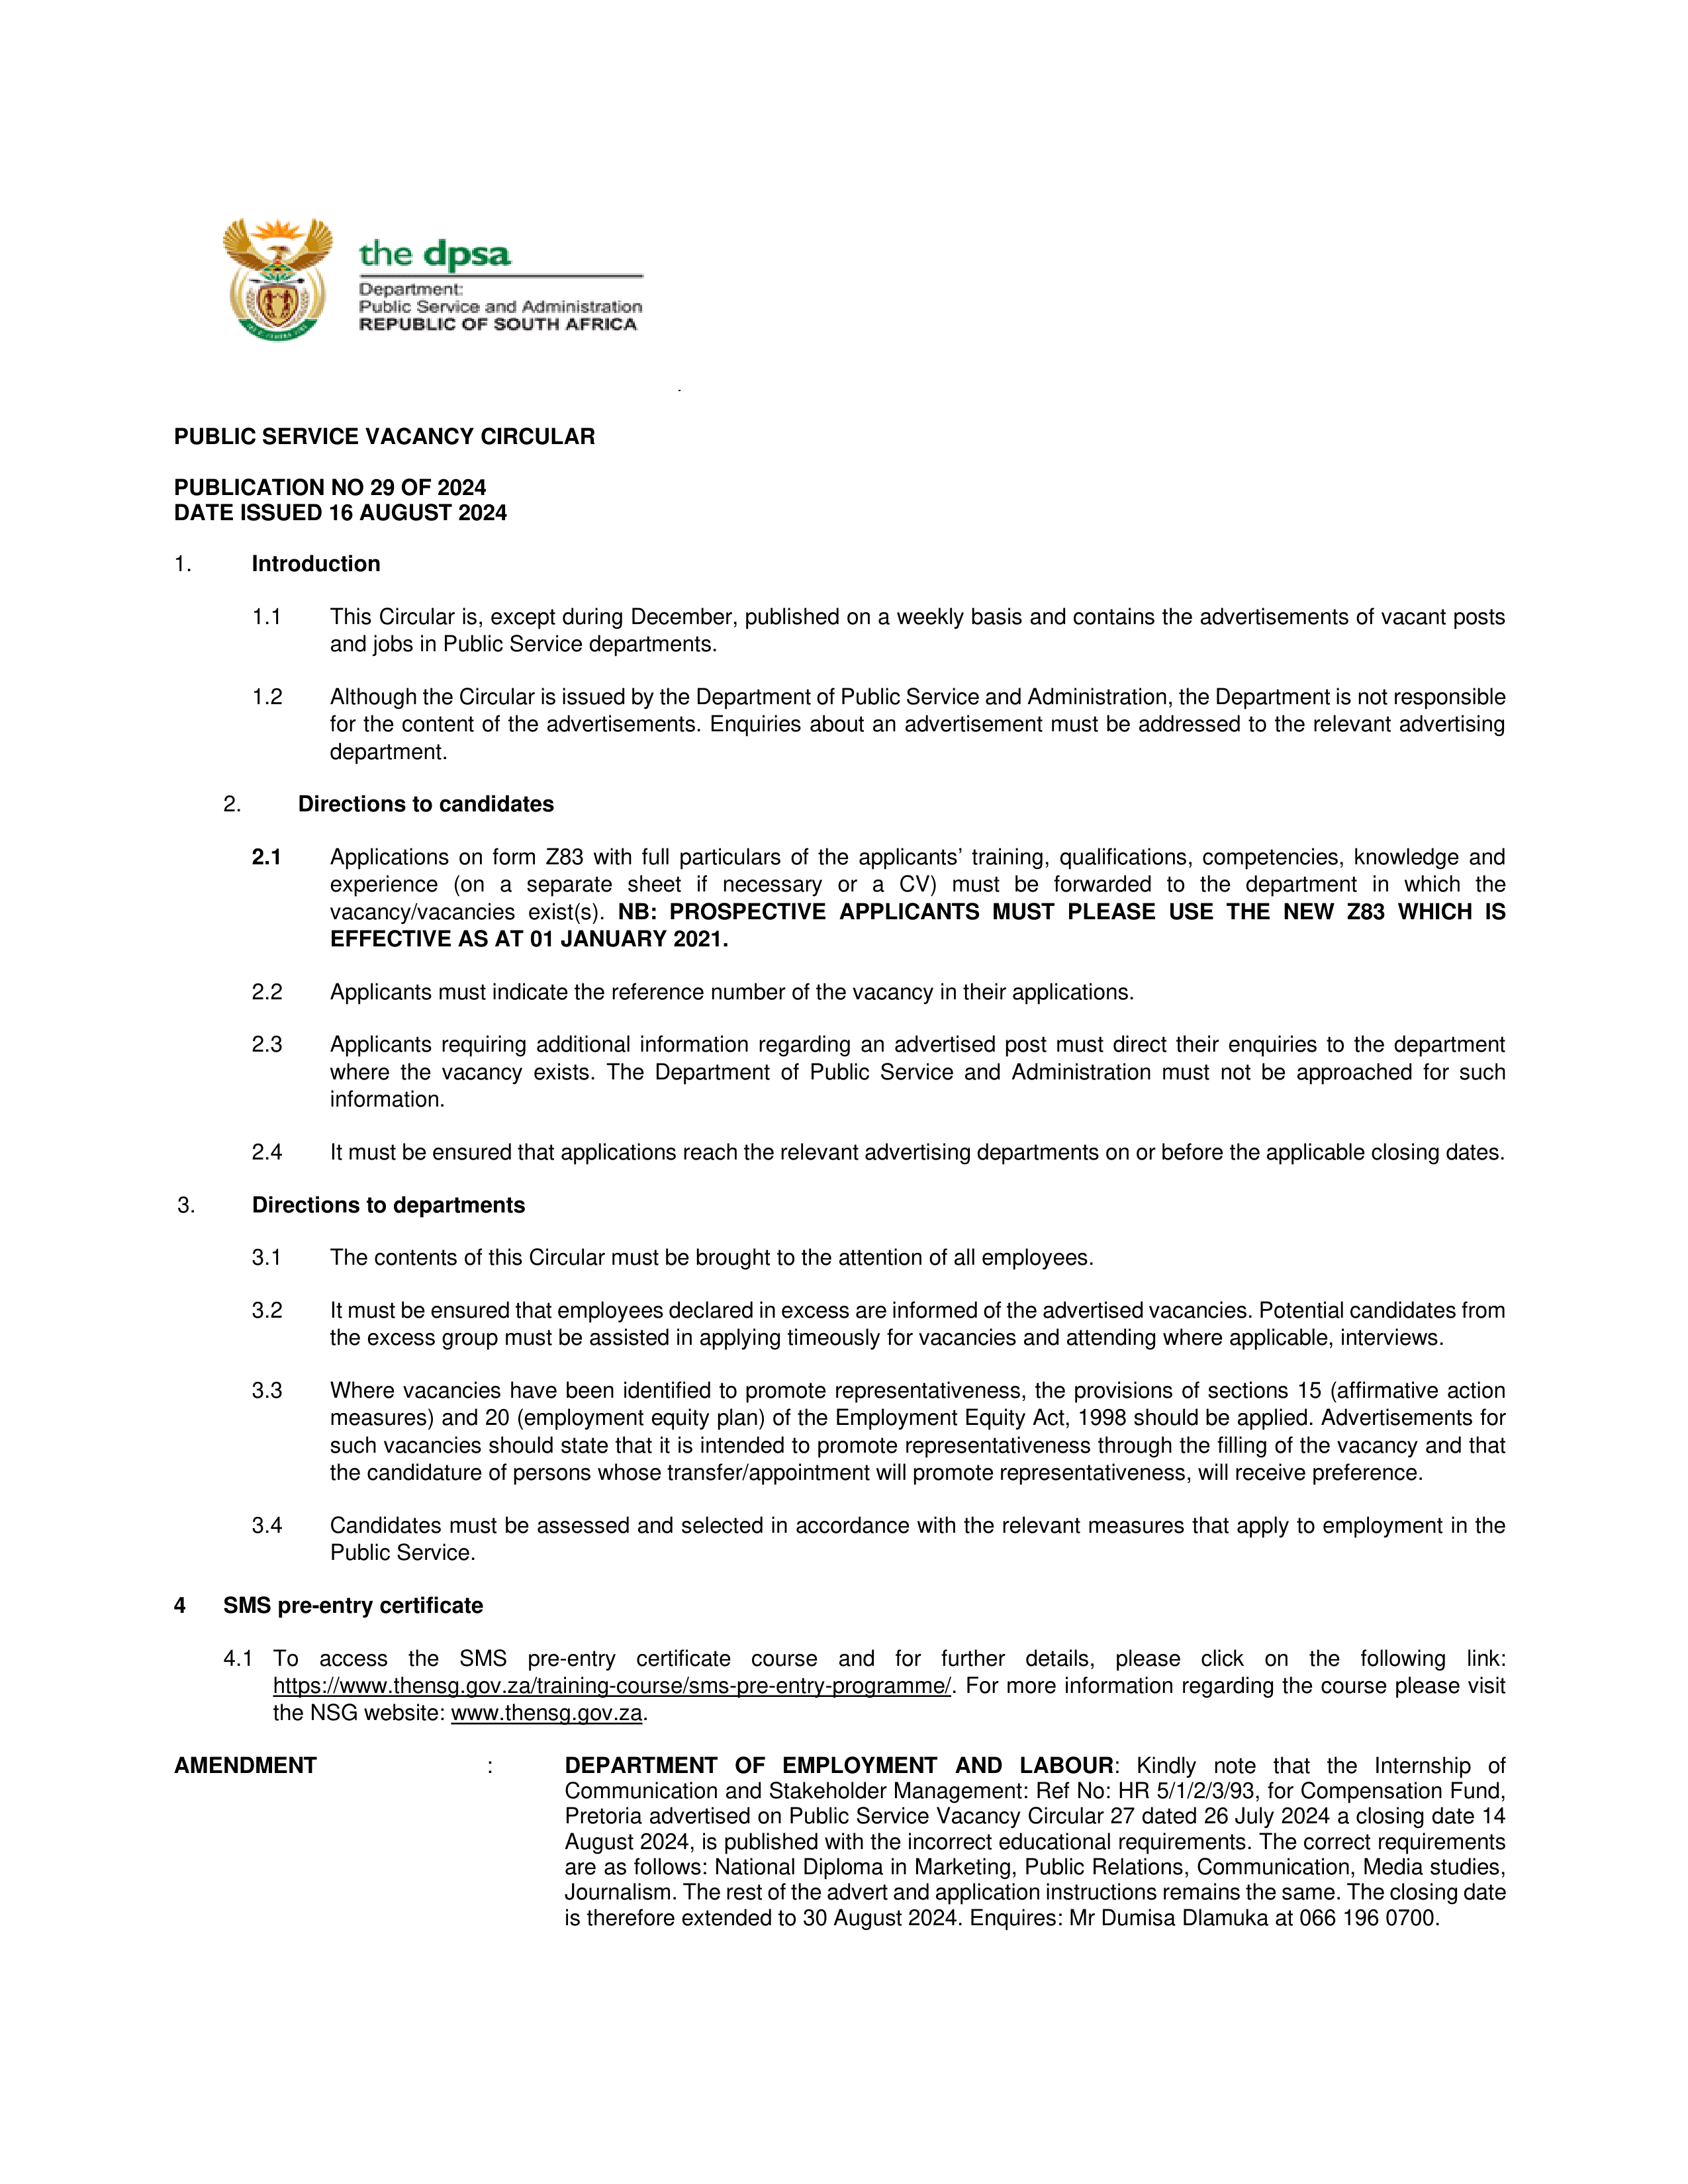 the dpsa
Department:
Public Service and Administration
REPUBLIC OF SOUTH AFRICA
PUBLIC SERVICE VACANCY CIRCULAR
PUBLICATION NO 29 OF 2024
DATE ISSUED 16 AUGUST 2024
1. Introduction
1.1 This Circular is, except during December, published on a weekly basis and contains the advertisements of vacant posts
and jobs in Public Service departments.
1.2 Although the Circular is issued by the Department of Public Service and Administration, the Department is not responsible
for the content of the advertisements. Enquiries about an advertisement must be addressed to the relevant advertising
department.
2. Directions to candidates
2.1 Applications on form Z83 with full particulars of the applicants’ training, qualifications, competencies, knowledge and
experience (on a separate sheet if necessary or a CV) must be forwarded to the department in which the
vacancy/vacancies exist(s). NB: PROSPECTIVE APPLICANTS MUST PLEASE USE THE NEW Z83 WHICH IS
EFFECTIVE AS AT 01 JANUARY 2021.
2.2 Applicants must indicate the reference number of the vacancy in their applications.
2.3 Applicants requiring additional information regarding an advertised post must direct their enquiries to the department
where the vacancy exists. The Department of Public Service and Administration must not be approached for such
information.
2.4 It must be ensured that applications reach the relevant advertising departments on or before the applicable closing dates.
3. Directions to departments
3.1 The contents of this Circular must be brought to the attention of all employees.
3.2 It must be ensured that employees declared in excess are informed of the advertised vacancies. Potential candidates from
the excess group must be assisted in applying timeously for vacancies and attending where applicable, interviews.
3.3 Where vacancies have been identified to promote representativeness, the provisions of sections 15 (affirmative action
measures) and 20 (employment equity plan) of the Employment Equity Act, 1998 should be applied. Advertisements for
such vacancies should state that it is intended to promote representativeness through the filling of the vacancy and that
the candidature of persons whose transfer/appointment will promote representativeness, will receive preference.
3.4 Candidates must be assessed and selected in accordance with the relevant measures that apply to employment in the
Public Service.
4 SMS pre-entry certificate
4.1 To access the SMS pre-entry certificate course and for further details, please click on the following link:
https://www.thensg.gov.za/training-course/sms-pre-entry-programme/. For more information regarding the course please visit
the NSG website: www.thensg.gov.za.
AMENDMENT : DEPARTMENT OF EMPLOYMENT AND LABOUR: Kindly note that the Internship of
Communication and Stakeholder Management: Ref No: HR 5/1/2/3/93, for Compensation Fund,
Pretoria advertised on Public Service Vacancy Circular 27 dated 26 July 2024 a closing date 14
August 2024, is published with the incorrect educational requirements. The correct requirements
are as follows: National Diploma in Marketing, Public Relations, Communication, Media studies,
Journalism. The rest of the advert and application instructions remains the same. The closing date
is therefore extended to 30 August 2024. Enquires: Mr Dumisa Dlamuka at 066 196 0700.